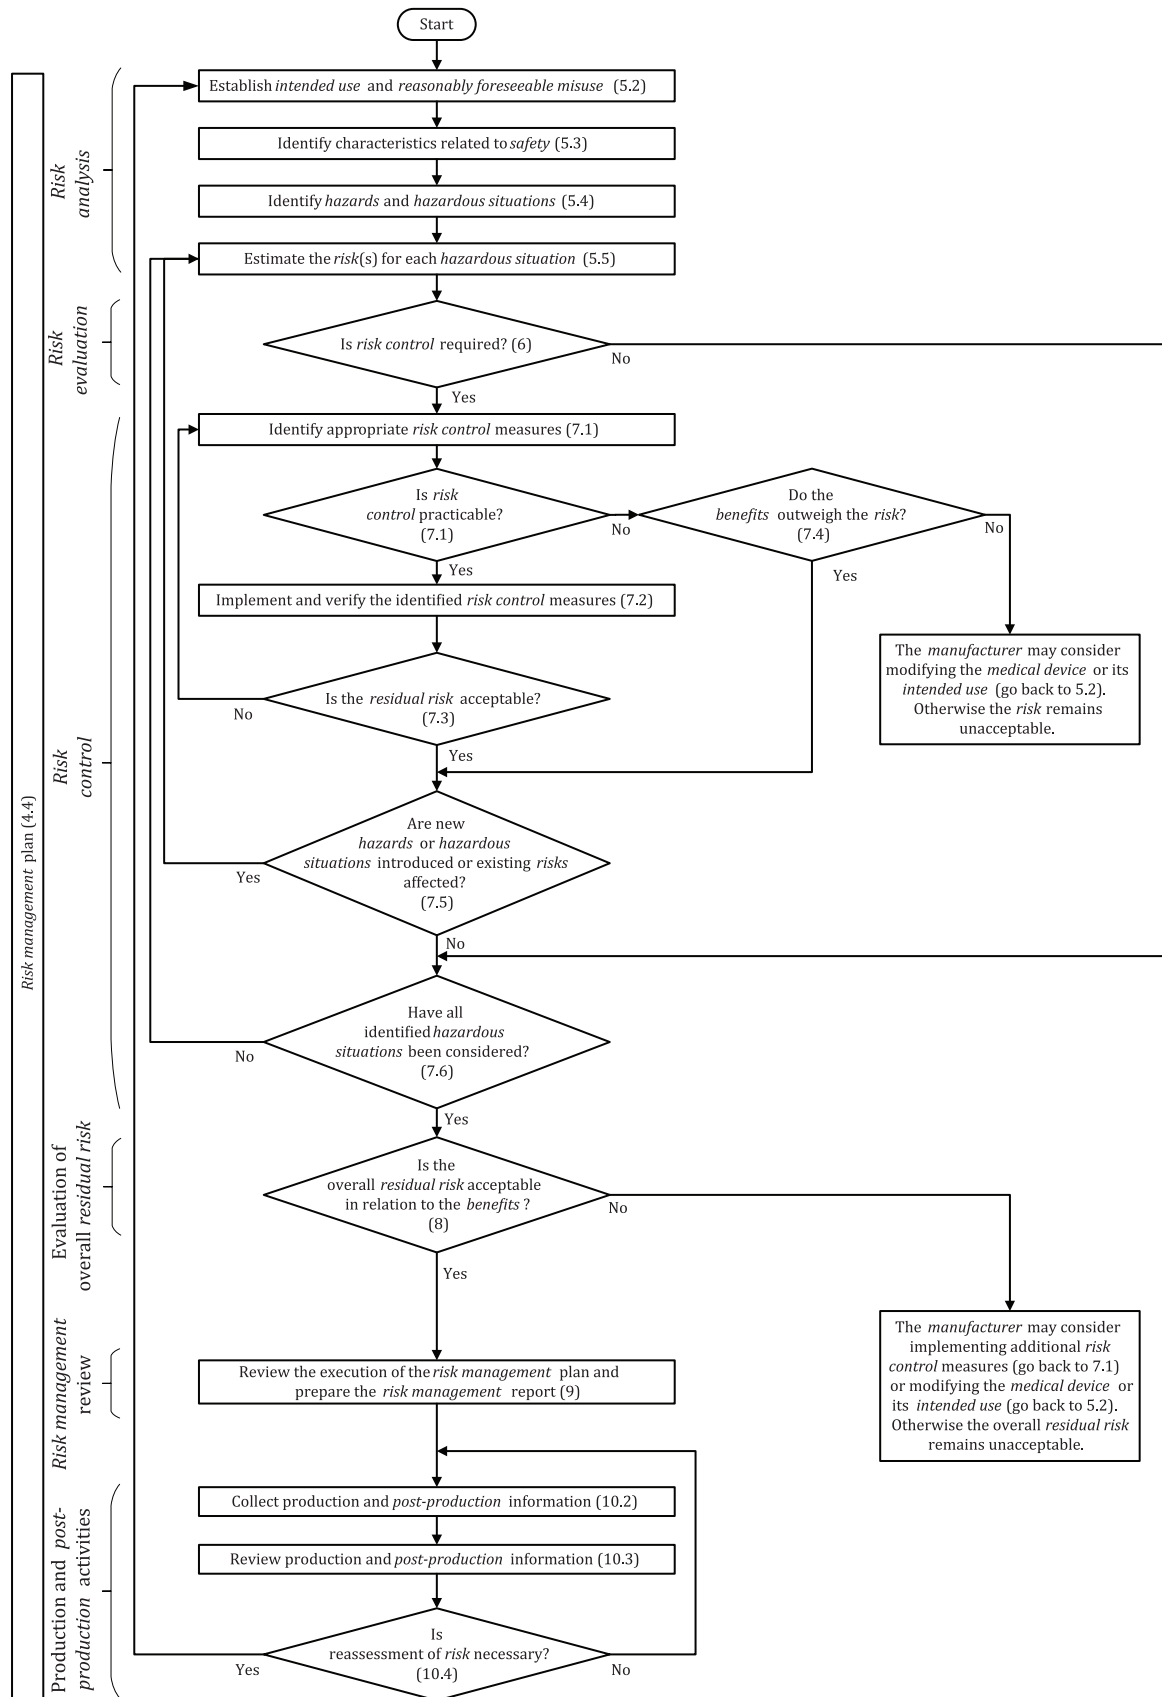 Start
Establish intended use and reasonably foreseeable misuse (5.2)
Identify characteristics related to safety (5.3)
Identify hazards and hazardous situations (5.4)
Estimate the risk(s) for each hazardous situation (5.5)
Risk
analysis
Is risk control required? (6)
No
Yes
Risk
evaluation
Identify appropriate risk control measures (7.1)
Is risk
control practicable?
(7.1)
No
Yes
Do the
benefits outweigh the risk?
(7.4)
No
Yes
Implement and verify the identified risk control measures (7.2)
The manufacturer may consider
modifying the medical device or its
intended use (go back to 5.2).
Otherwise the risk remains
unacceptable.
Is the residual risk acceptable?
(7.3)
No
Yes
Risk
control
Risk management plan (4.4)
Are new
hazards or hazardous
situations introduced or existing risks
affected?
(7.5)
Yes
No
Have all
identified hazardous
situations been considered?
(7.6)
No
Yes
Evaluation of
overall residual risk
Is the
overall residual risk acceptable
in relation to the benefits ?
(8)
No
Yes
The manufacturer may consider
implementing additional risk
control measures (go back to 7.1)
or modifying the medical device or
its intended use (go back to 5.2).
Otherwise the overall residual risk
remains unacceptable.
Risk management
review
Review the execution of the risk management plan and
prepare the risk management report (9)
Production and post-
production activities
Collect production and post-production information (10.2)
Review production and post-production information (10.3)
Is
reassessment of risk necessary?
(10.4)
Yes
No